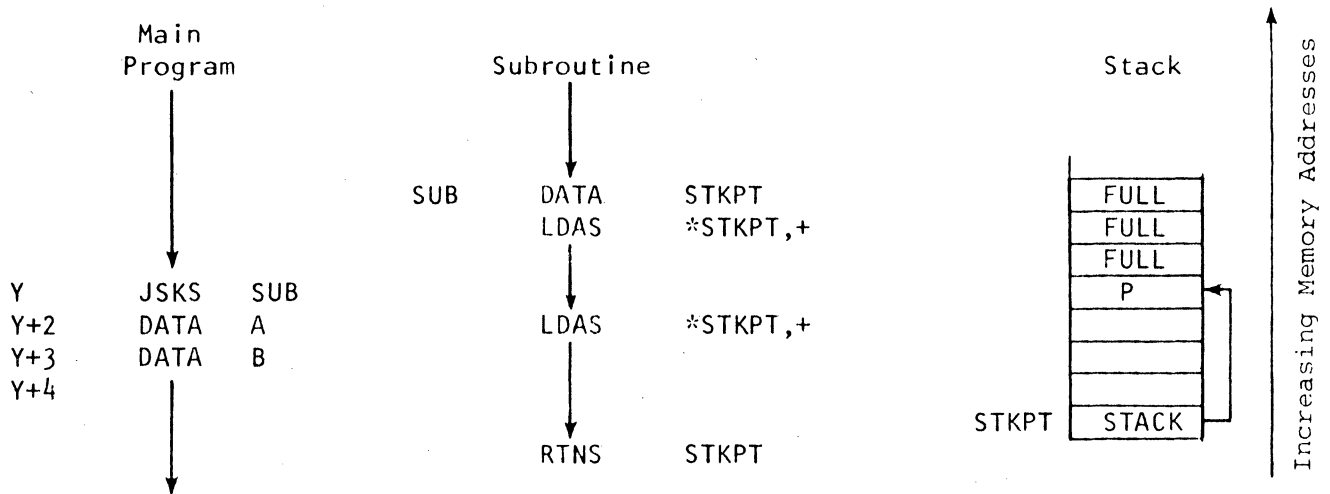 Main
Program
Subroutine
Stack
SUB DATA STKPT
LDAS *STKPT,+
Y JSKS SUB
Y+2 DATA A
Y+3 DATA B
Y+4
LDAS *STKPT,+
RTNS STKPT
FULL
FULL
FULL
P
STKPT STACK
Increasing Memory Addresses